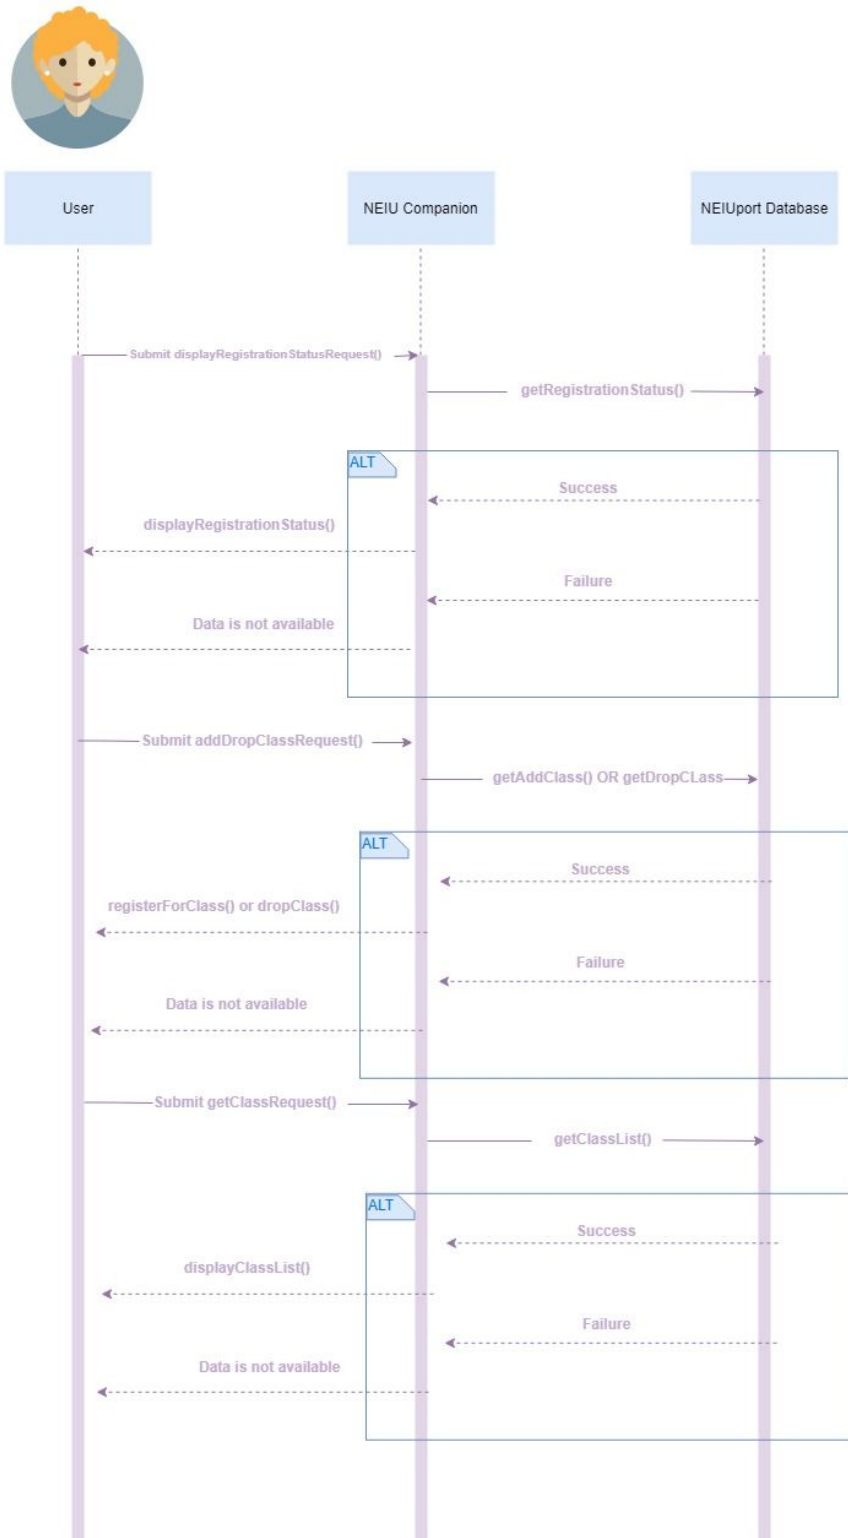 User
NEIU Companion
NEIUport Database
Submit displayRegistrationStatusRequest()
getRegistrationStatus()
ALT
Success
displayRegistrationStatus()
Failure
Data is not available
Submit addDropClassRequest()
getAddClass() OR getDropCLass
ALT
Success
registerForClass() or dropClass()
Failure
Data is not available
Submit getClassRequest()
getClassList()
ALT
Success
displayClassList()
Failure
Data is not available